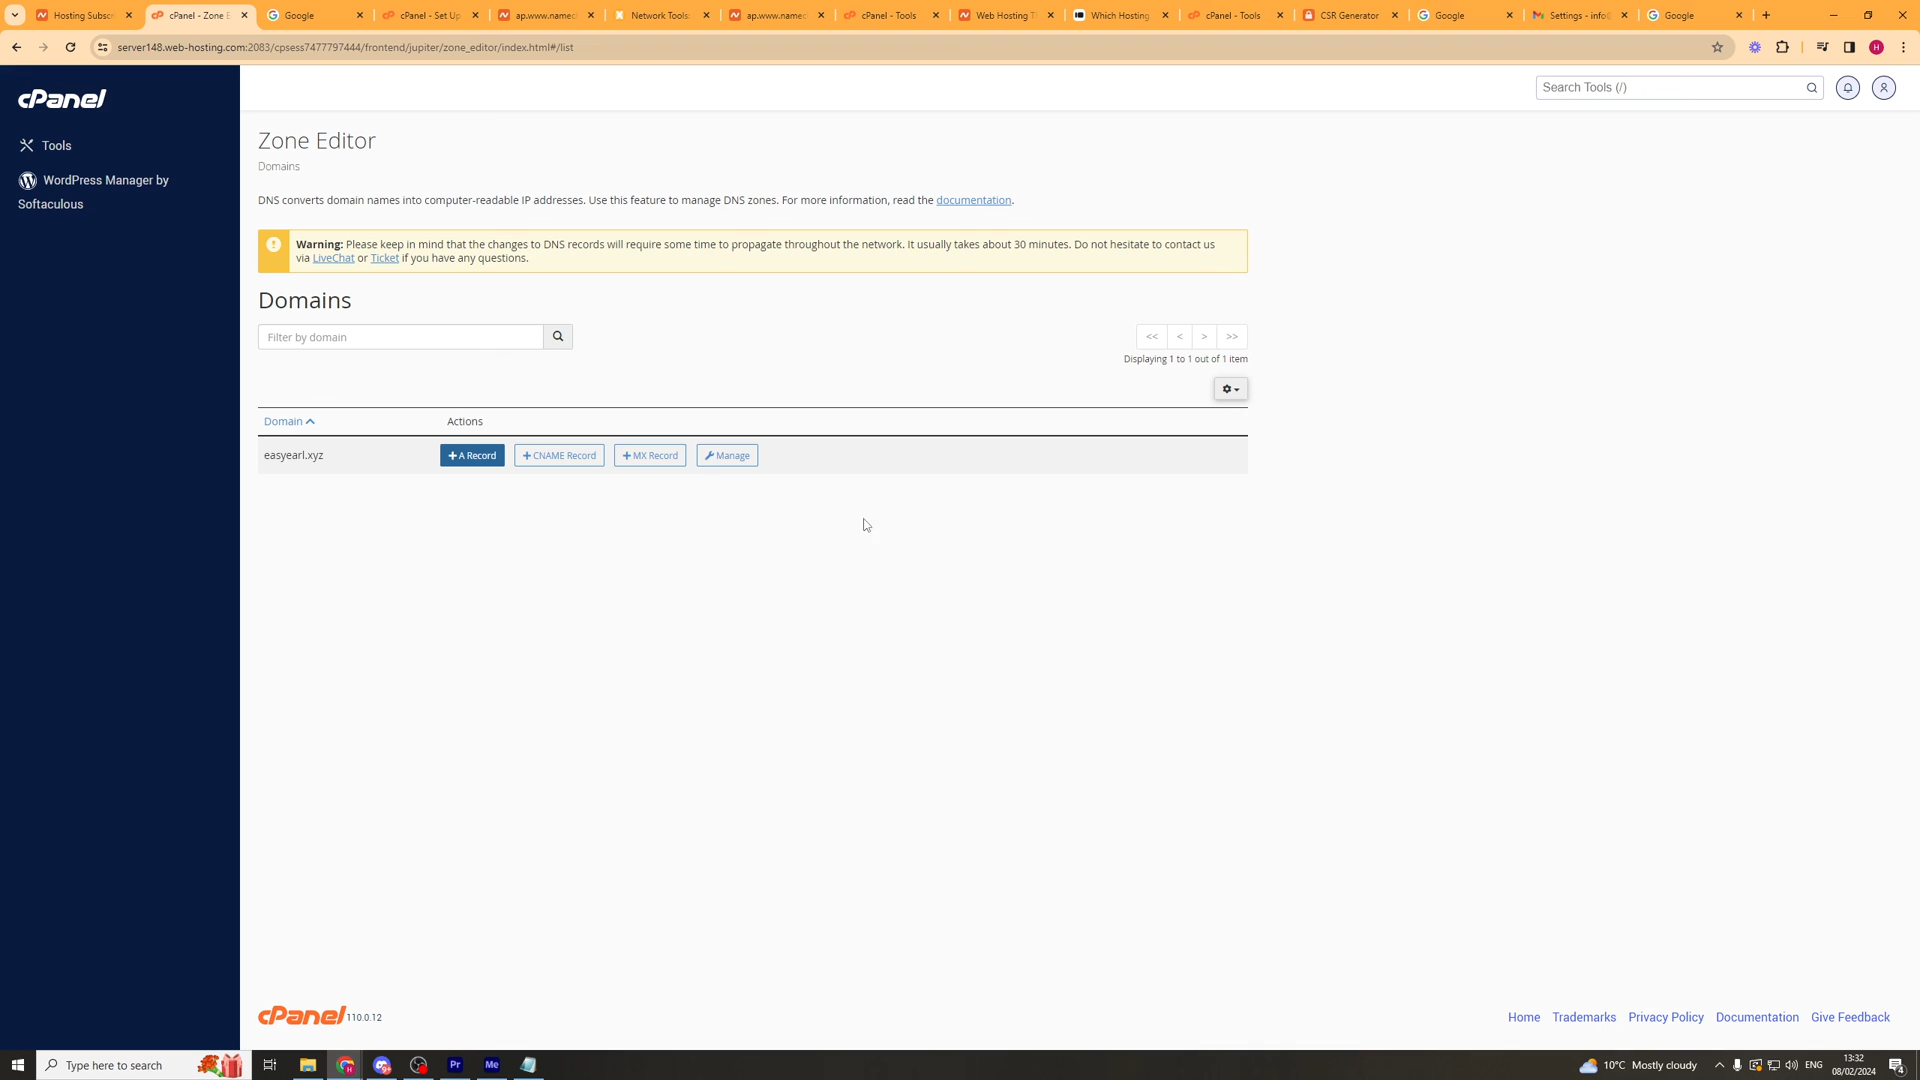 Hosting Subsc
cPanel - Zone E
Google
cPanel - Set Up
ap.www.namec
Network Tools
ap.www.namec
cPanel - Tools
Web Hosting T
Which Hosting
cPanel - Tools
CSR Generator
Google
Settings - info
Google
server148.web-hosting.com:2083/cpsess7477797444/frontend/jupiter/zone_editor/index.html#/list
H
cPanel
Search Tools (/)
Tools
WordPress Manager by
Softaculous
Zone Editor
Domains
DNS converts domain names into computer-readable IP addresses. Use this feature to manage DNS zones. For more information, read the documentation.
Warning: Please keep in mind that the changes to DNS records will require some time to propagate throughout the network. It usually takes about 30 minutes. Do not hesitate to contact us
via LiveChat or Ticket if you have any questions.
Domains
Filter by domain
<< < > >>
Displaying 1 to 1 out of 1 item
Domain Actions
easyearl.xyz + A Record + CNAME Record + MX Record Manage
cPanel 110.0.12
Home Trademarks Privacy Policy Documentation Give Feedback
Type here to search
Pr
Me
10°C Mostly cloudy
ENG
13:32
08/02/2024
4